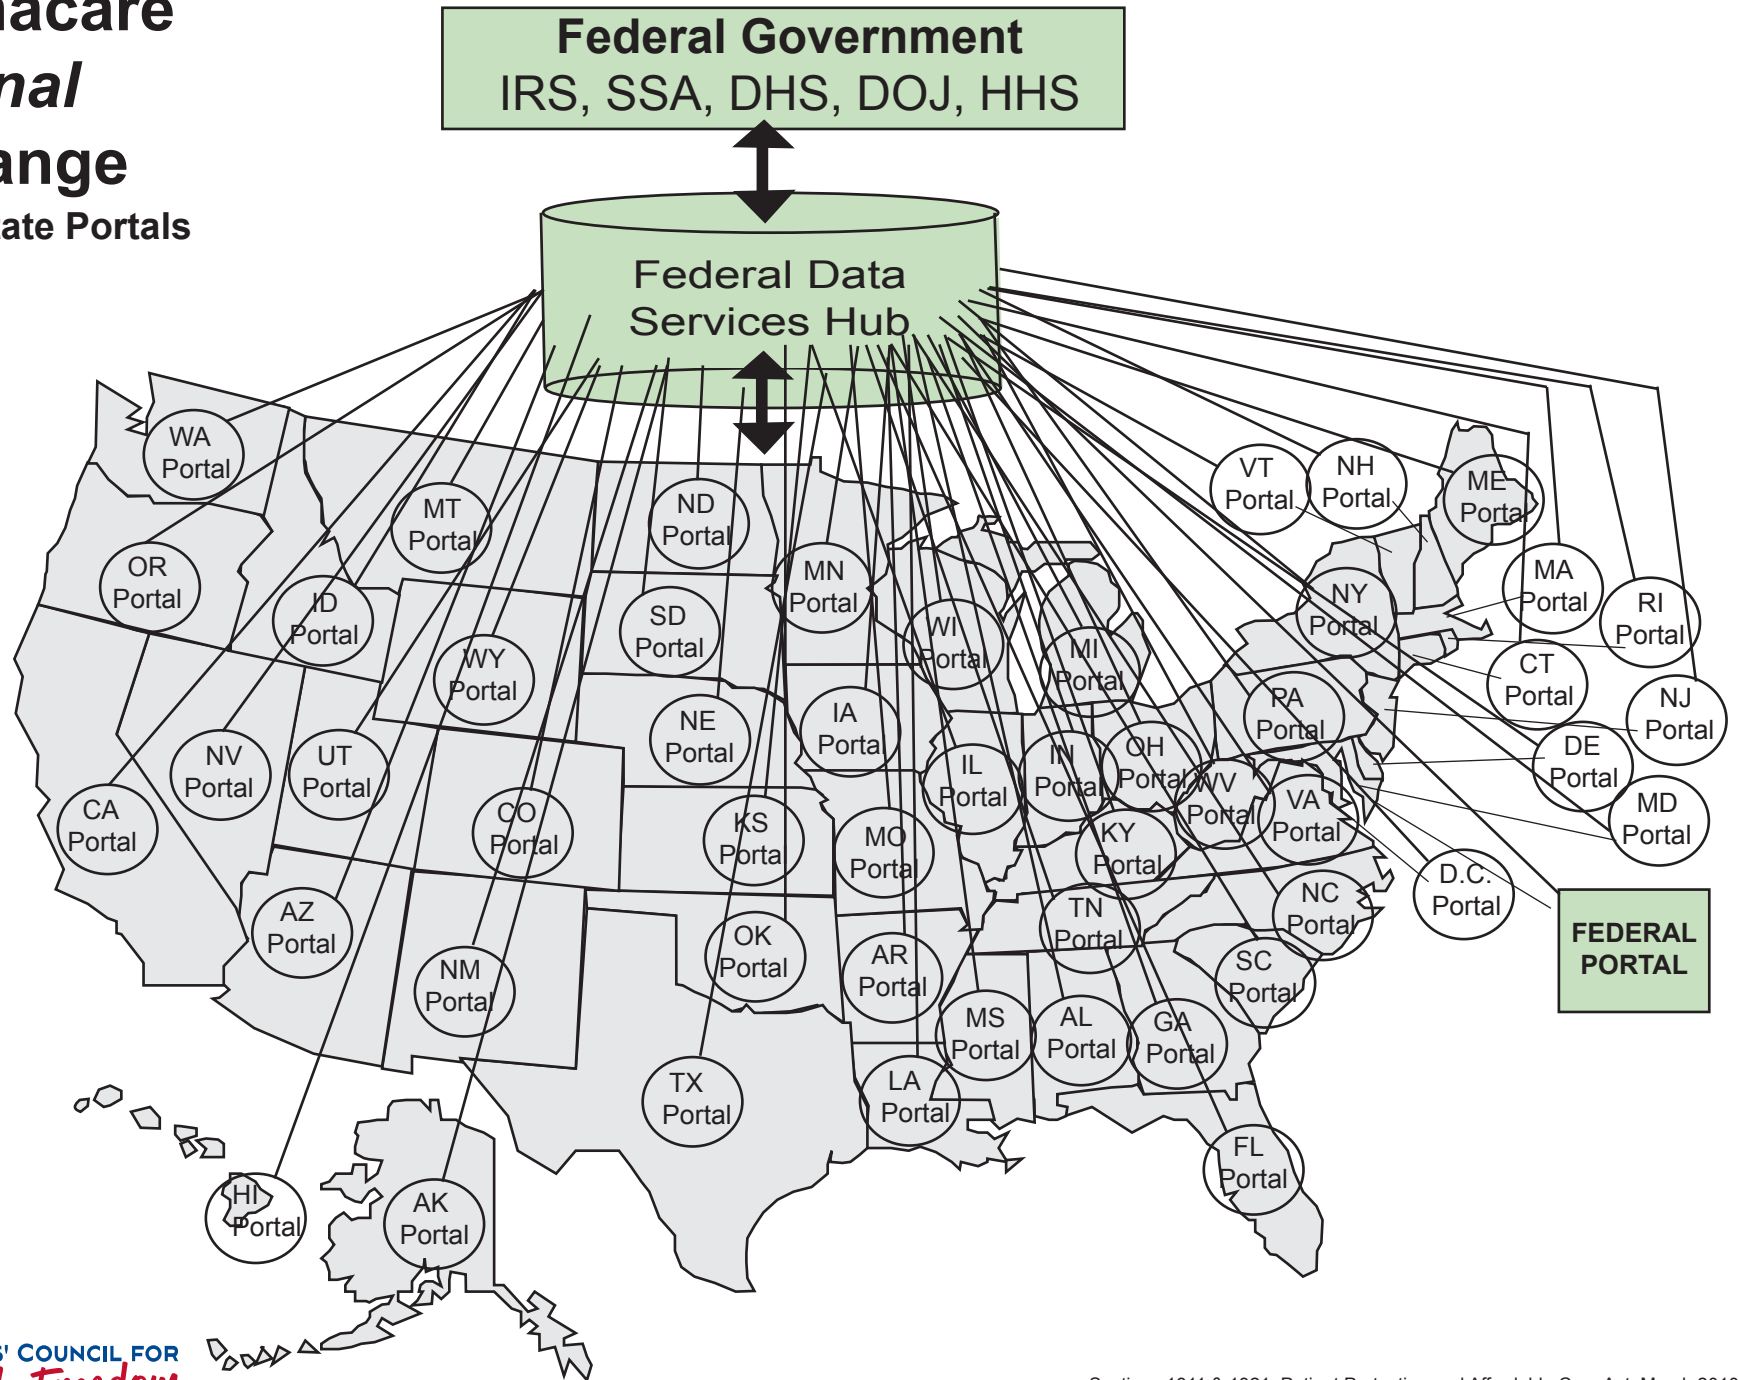 nacare
nal
ange
tate Portals
Federal Government
IRS, SSA, DHS, DOJ, HHS
Federal Data
Services Hub
WA
Portal
OR
Portal
MT
Portal
ID
Portal
WY
Portal
ND
Portal
SD
Portal
MN
Portal
WI
Portal
MI
Portal
VT
Portal
NH
Portal
ME
Portal
NY
Portal
MA
Portal
RI
Portal
CT
Portal
NJ
Portal
PA
Portal
DE
Portal
MD
Portal
D.C.
Portal
FEDERAL
PORTAL
CA
Portal
NV
Portal
UT
Portal
CO
Portal
NE
Portal
KS
Portal
IA
Portal
MO
Portal
IL
Portal
IN
Portal
OH
Portal
WV
Portal
VA
Portal
KY
Portal
TN
Portal
NC
Portal
SC
Portal
AZ
Portal
NM
Portal
OK
Portal
AR
Portal
TX
Portal
LA
Portal
MS
Portal
AL
Portal
GA
Portal
FL
Portal
HI
Portal
AK
Portal
S' COUNCIL FOR
Freedom